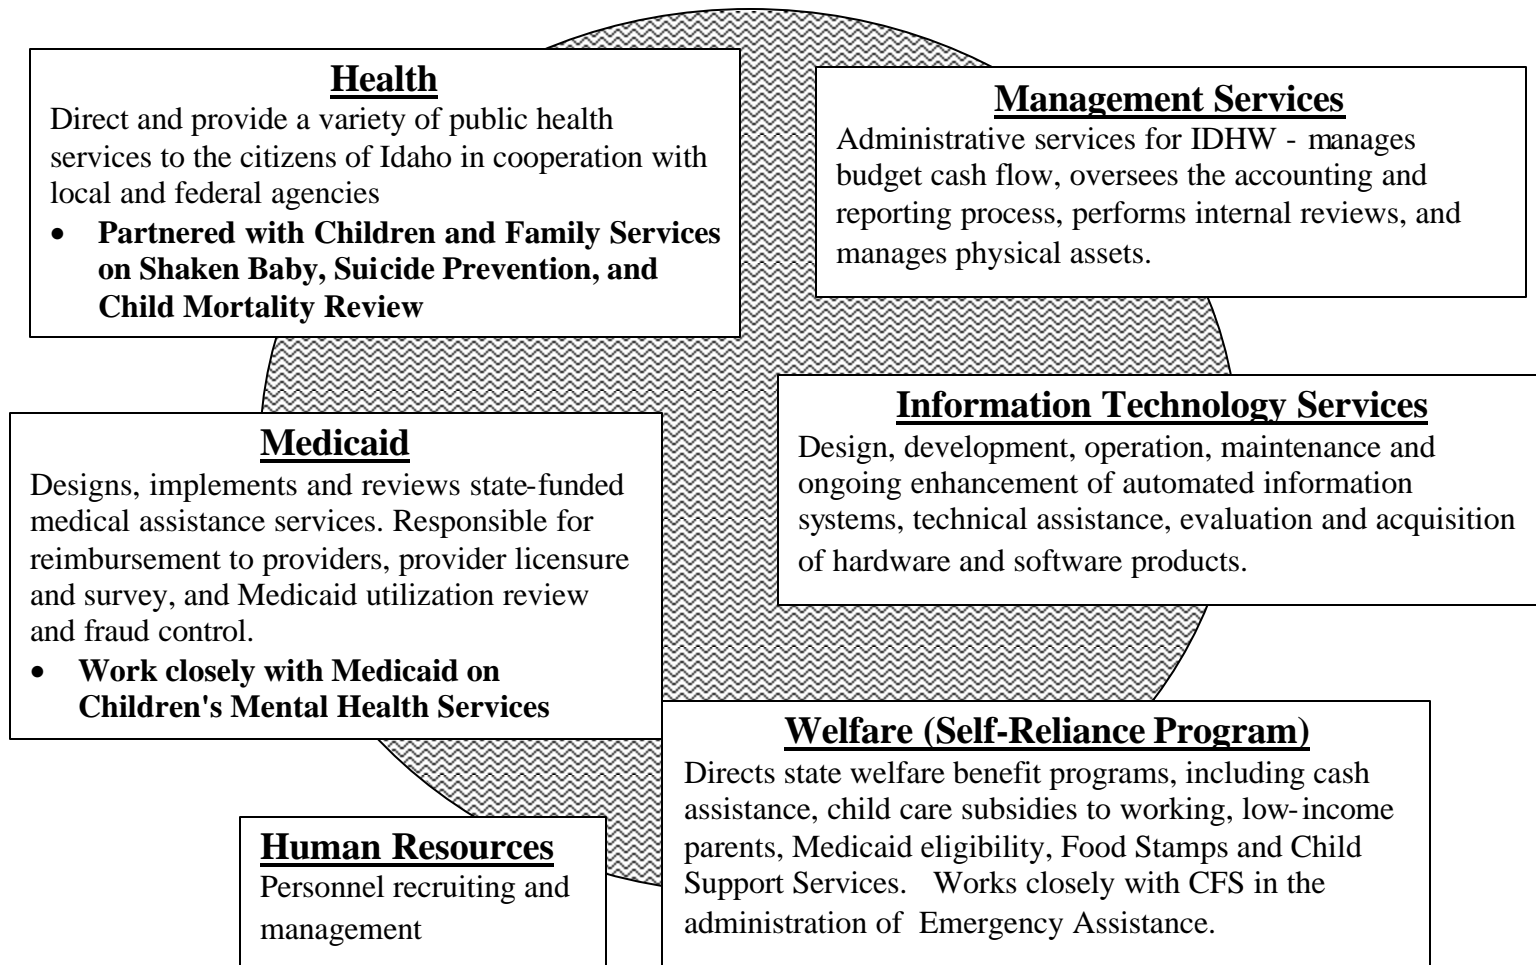 Health
Direct and provide a variety of public health
services to the citizens of Idaho in cooperation with
local and federal agencies
• Partnered with Children and Family Services
on Shaken Baby, Suicide Prevention, and
Child Mortality Review
Management Services
Administrative services for IDHW - manages
budget cash flow, oversees the accounting and
reporting process, performs internal reviews, and
manages physical assets.
Information Technology Services
Design, development, operation, maintenance and
ongoing enhancement of automated information
systems, technical assistance, evaluation and acquisition
of hardware and software products.
Medicaid
Designs, implements and reviews state-funded
medical assistance services. Responsible for
reimbursement to providers, provider licensure
and survey, and Medicaid utilization review
and fraud control.
• Work closely with Medicaid on
Children's Mental Health Services
Welfare (Self-Reliance Program)
Directs state welfare benefit programs, including cash
assistance, child care subsidies to working, low-income
parents, Medicaid eligibility, Food Stamps and Child
Support Services. Works closely with CFS in the
administration of Emergency Assistance.
Human Resources
Personnel recruiting and
management